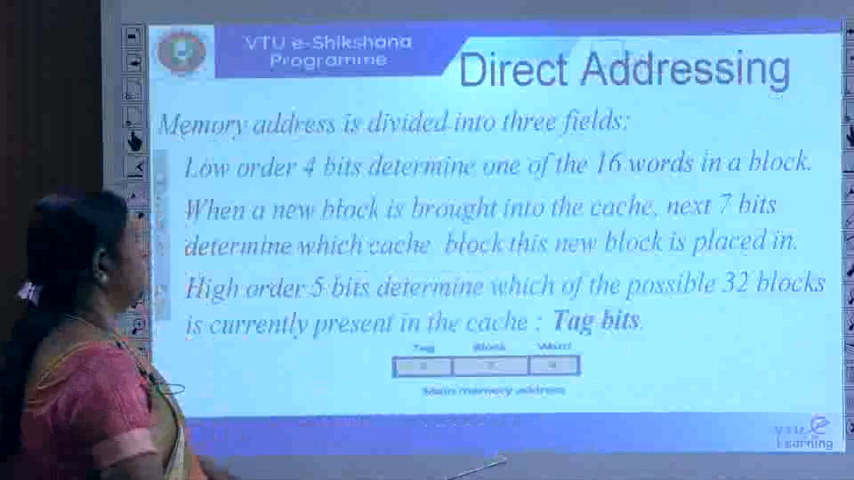 VTU e-Shikshana
Programme
Direct Addressing
Memory address is divided into three fields:
Low order 4 bits determine one of the 16 words in a block.
When a new block is brought into the cache, next 7 bits
determine which cache block this new block is placed in.
High order 5 bits determine which of the possible 32 blocks
is currently present in the cache : Tag bits.
Tag Block Word
Main memory address
Learning